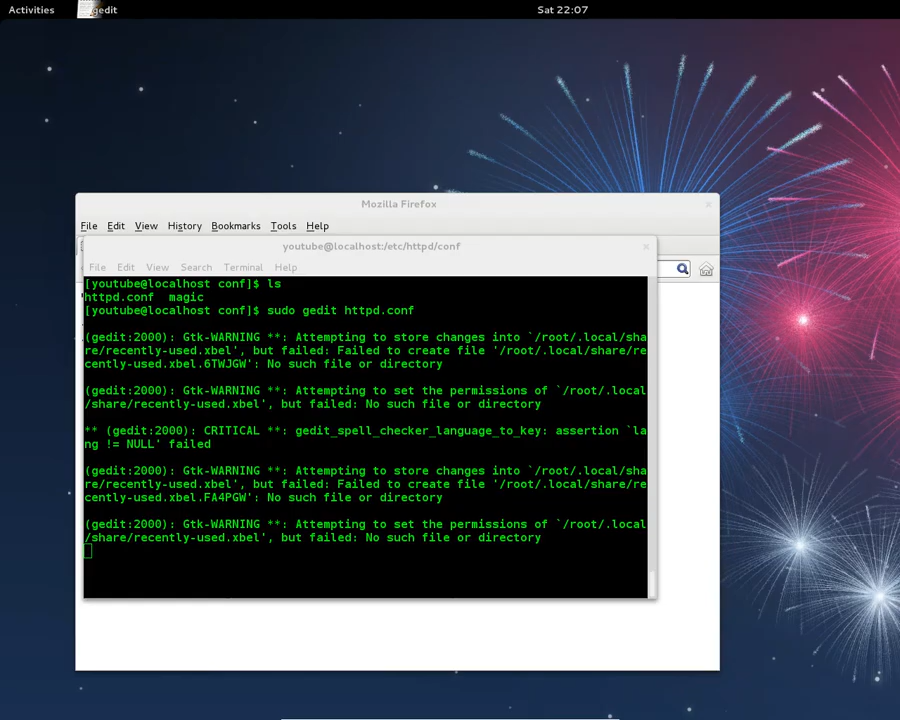 Activities gedit Sat 22:07
Mozilla Firefox ×
File Edit View History Bookmarks Tools Help
youtube@localhost:/etc/httpd/conf ×
File Edit View Search Terminal Help
[youtube@localhost conf]$ ls
httpd.conf  magic
[youtube@localhost conf]$ sudo gedit httpd.conf
(gedit:2000): Gtk-WARNING **: Attempting to store changes into `/root/.local/sha
re/recently-used.xbel', but failed: Failed to create file '/root/.local/share/re
cently-used.xbel.6TWJGW': No such file or directory
(gedit:2000): Gtk-WARNING **: Attempting to set the permissions of `/root/.local
/share/recently-used.xbel', but failed: No such file or directory
** (gedit:2000): CRITICAL **: gedit_spell_checker_language_to_key: assertion `la
ng != NULL' failed
(gedit:2000): Gtk-WARNING **: Attempting to store changes into `/root/.local/sha
re/recently-used.xbel', but failed: Failed to create file '/root/.local/share/re
cently-used.xbel.FA4PGW': No such file or directory
(gedit:2000): Gtk-WARNING **: Attempting to set the permissions of `/root/.local
/share/recently-used.xbel', but failed: No such file or directory